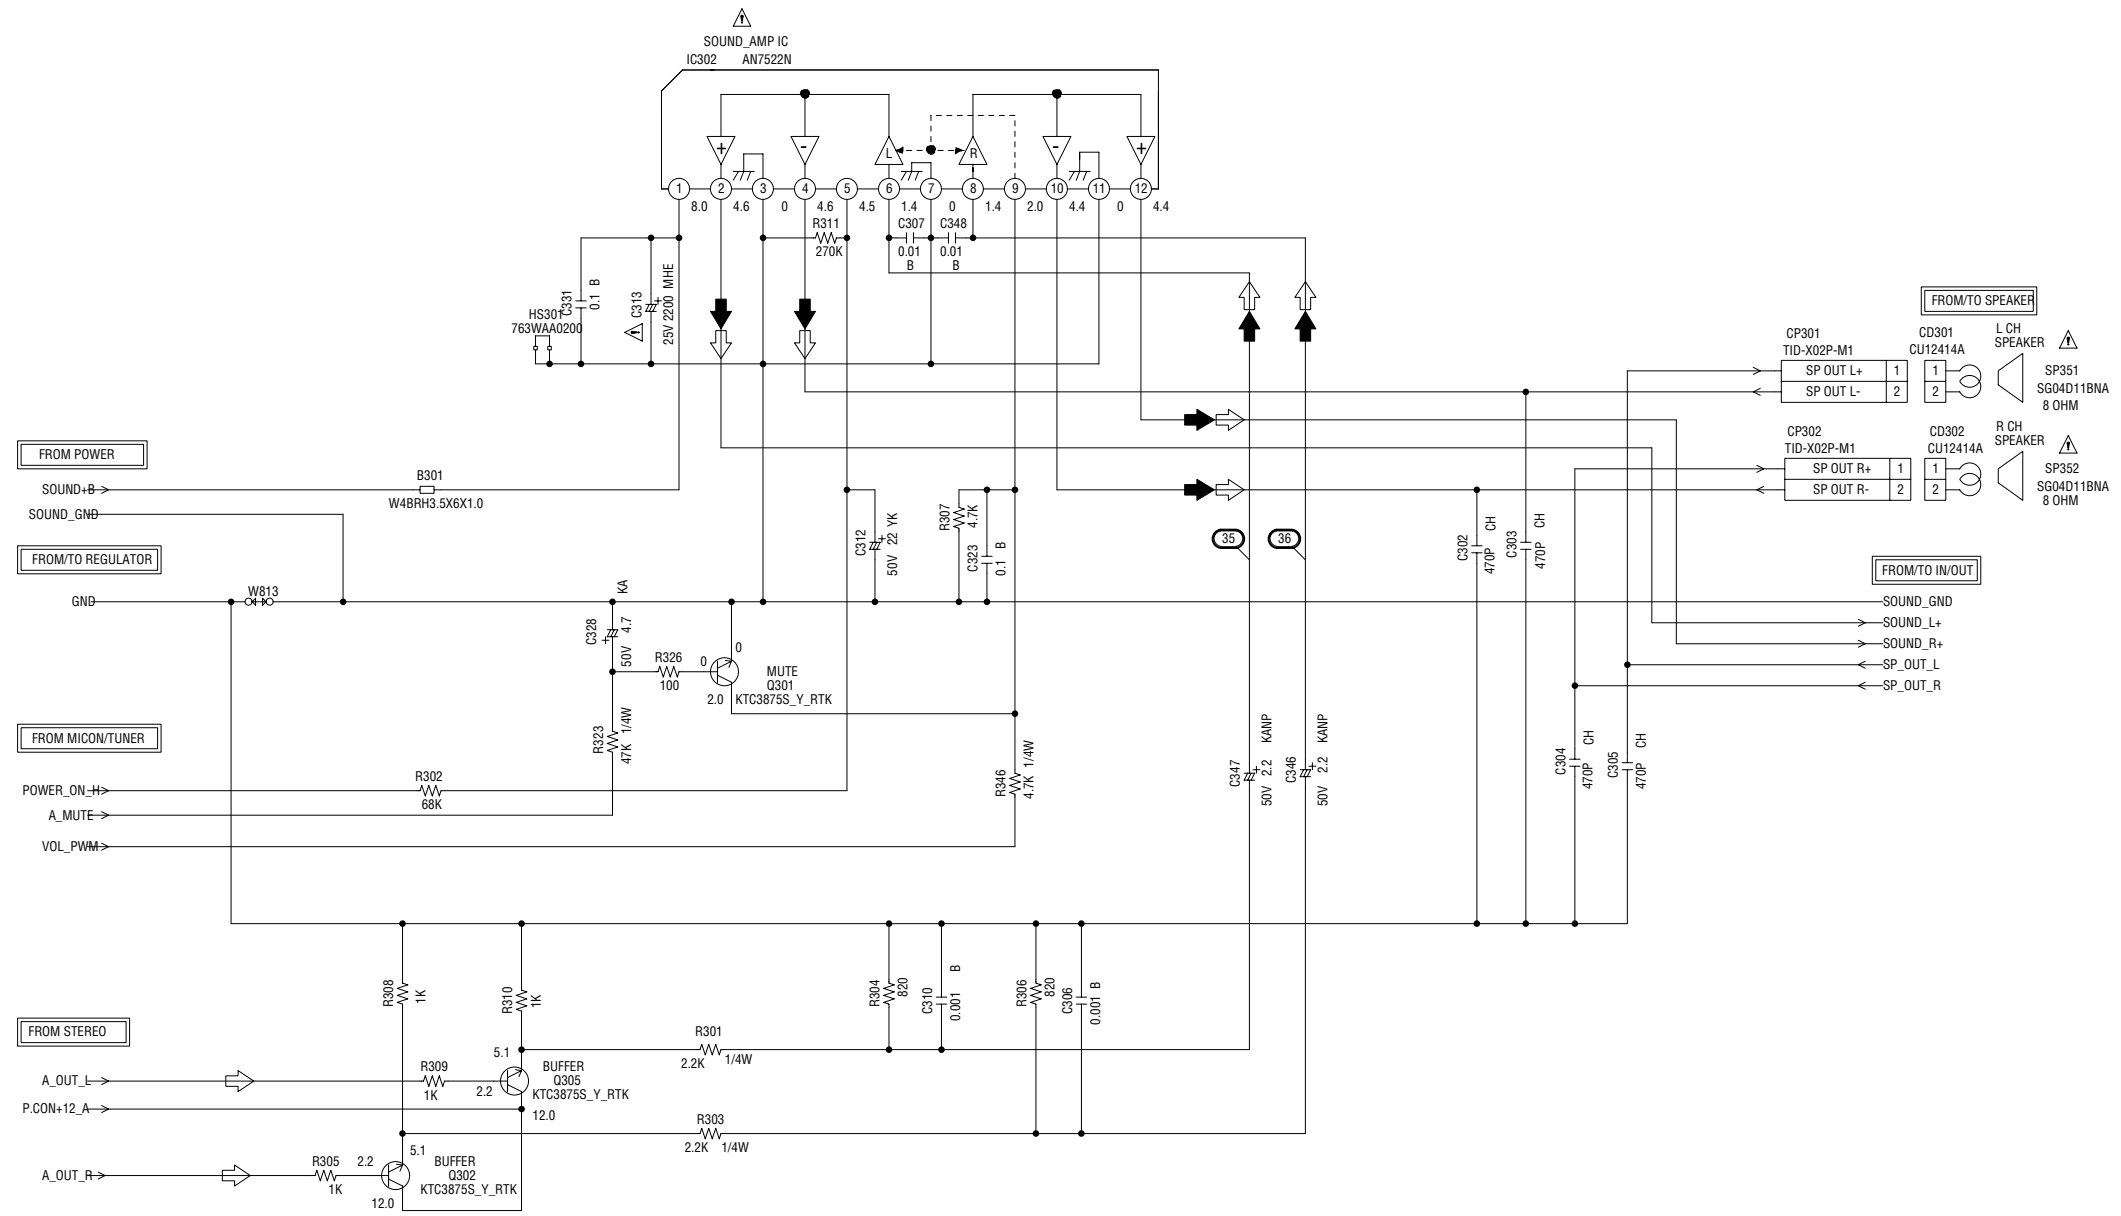 SOUND_AMP IC
IC302 AN7522N
+ - L R - +
1 2 3 4 5 6 7 8 9 10 11 12
8.0 4.6 0 4.6 4.5 1.4 0 1.4 2.0 4.4 0 4.4
R311
270K
C307
0.01
B
C348
0.01
B
C331
0.1 B
C313
25V 2200 MHE
HS301
763WAA0200
FROM/TO SPEAKER
CP301
TID-X02P-M1
SP OUT L+ 1
SP OUT L- 2
CD301
CU12414A
1
2
L CH
SPEAKER
SP351
SG04D11BNA
8 OHM
CP302
TID-X02P-M1
SP OUT R+ 1
SP OUT R- 2
CD302
CU12414A
1
2
R CH
SPEAKER
SP352
SG04D11BNA
8 OHM
FROM POWER
SOUND+B
B301
W4BRH3.5X6X1.0
SOUND_GND
C312
50V 22 YK
R307
4.7K
C323
0.1 B
35
36
C302
470P CH
C303
470P CH
FROM/TO REGULATOR
GND
W813
FROM/TO IN/OUT
SOUND_GND
SOUND_L+
SOUND_R+
SP_OUT_L
SP_OUT_R
C328
50V 4.7 KA
R326
100
0
0
2.0
MUTE
Q301
KTC3875S_Y_RTK
R323
47K 1/4W
FROM MICON/TUNER
POWER_ON_H
R302
68K
A_MUTE
VOL_PWM
R346
4.7K 1/4W
C347
50V 2.2 KANP
C346
50V 2.2 KANP
C304
470P CH
C305
470P CH
R308
1K
R310
1K
R304
820
C310
0.001 B
R306
820
C306
0.001 B
FROM STEREO
A_OUT_L
R309
1K
5.1
2.2
BUFFER
Q305
KTC3875S_Y_RTK
12.0
R301
2.2K 1/4W
P.CON+12_A
R303
2.2K 1/4W
A_OUT_R
R305
1K
2.2
5.1
BUFFER
Q302
KTC3875S_Y_RTK
12.0